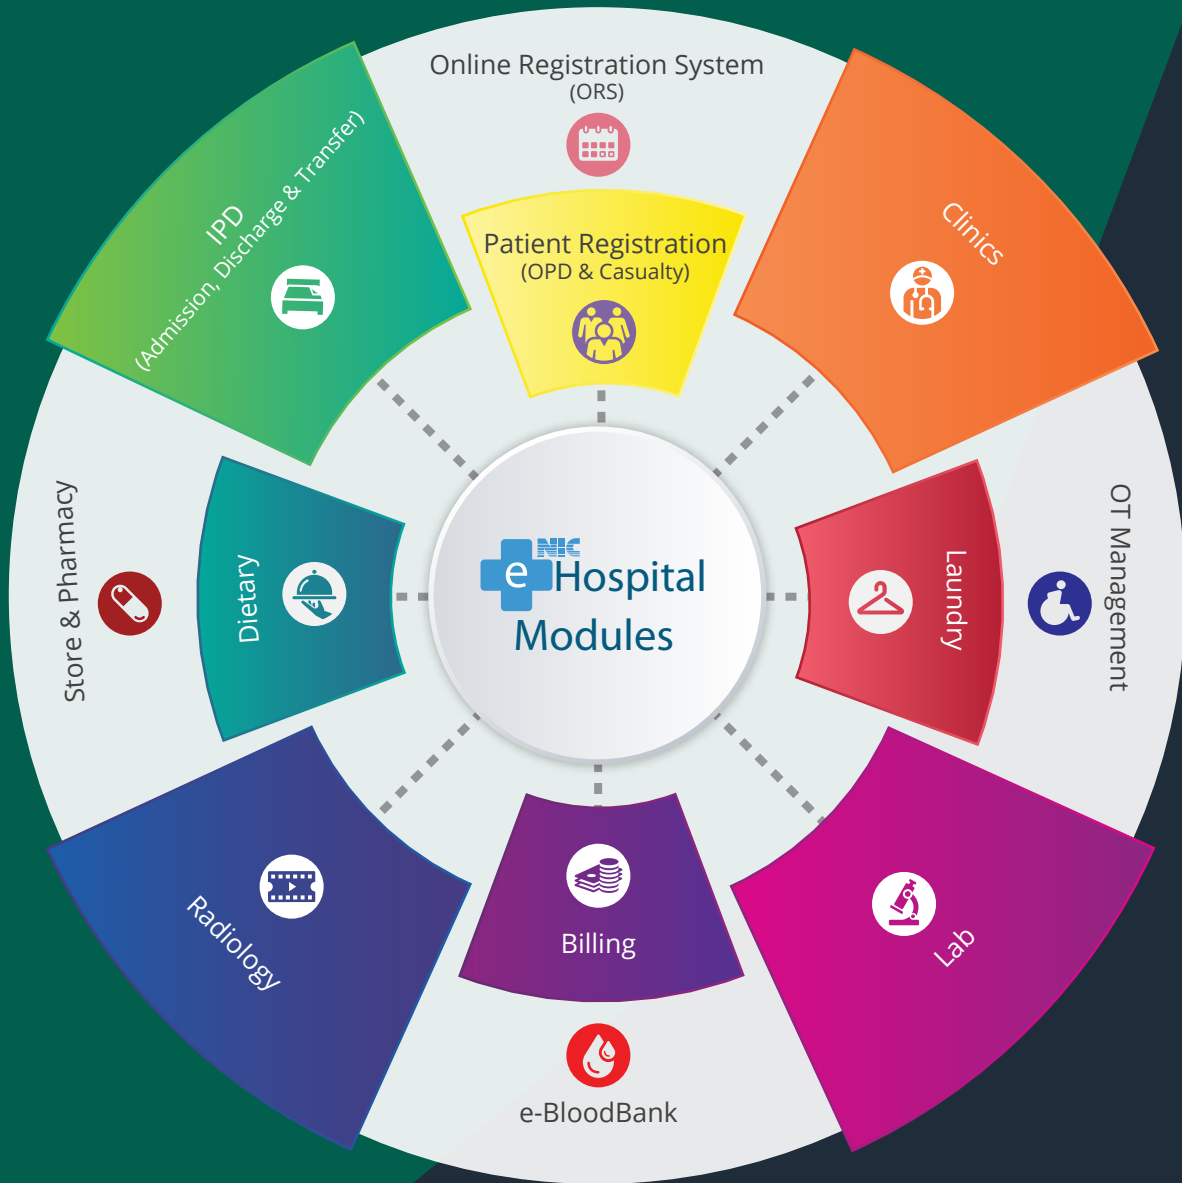 Online Registration System
(ORS)
Patient Registration
(OPD & Casualty)
Clinics
OT Management
Laundry
Lab
Billing
e-BloodBank
Radiology
Store & Pharmacy
Dietary
IPD
(Admission, Discharge & Transfer)
NIC
eHospital
Modules